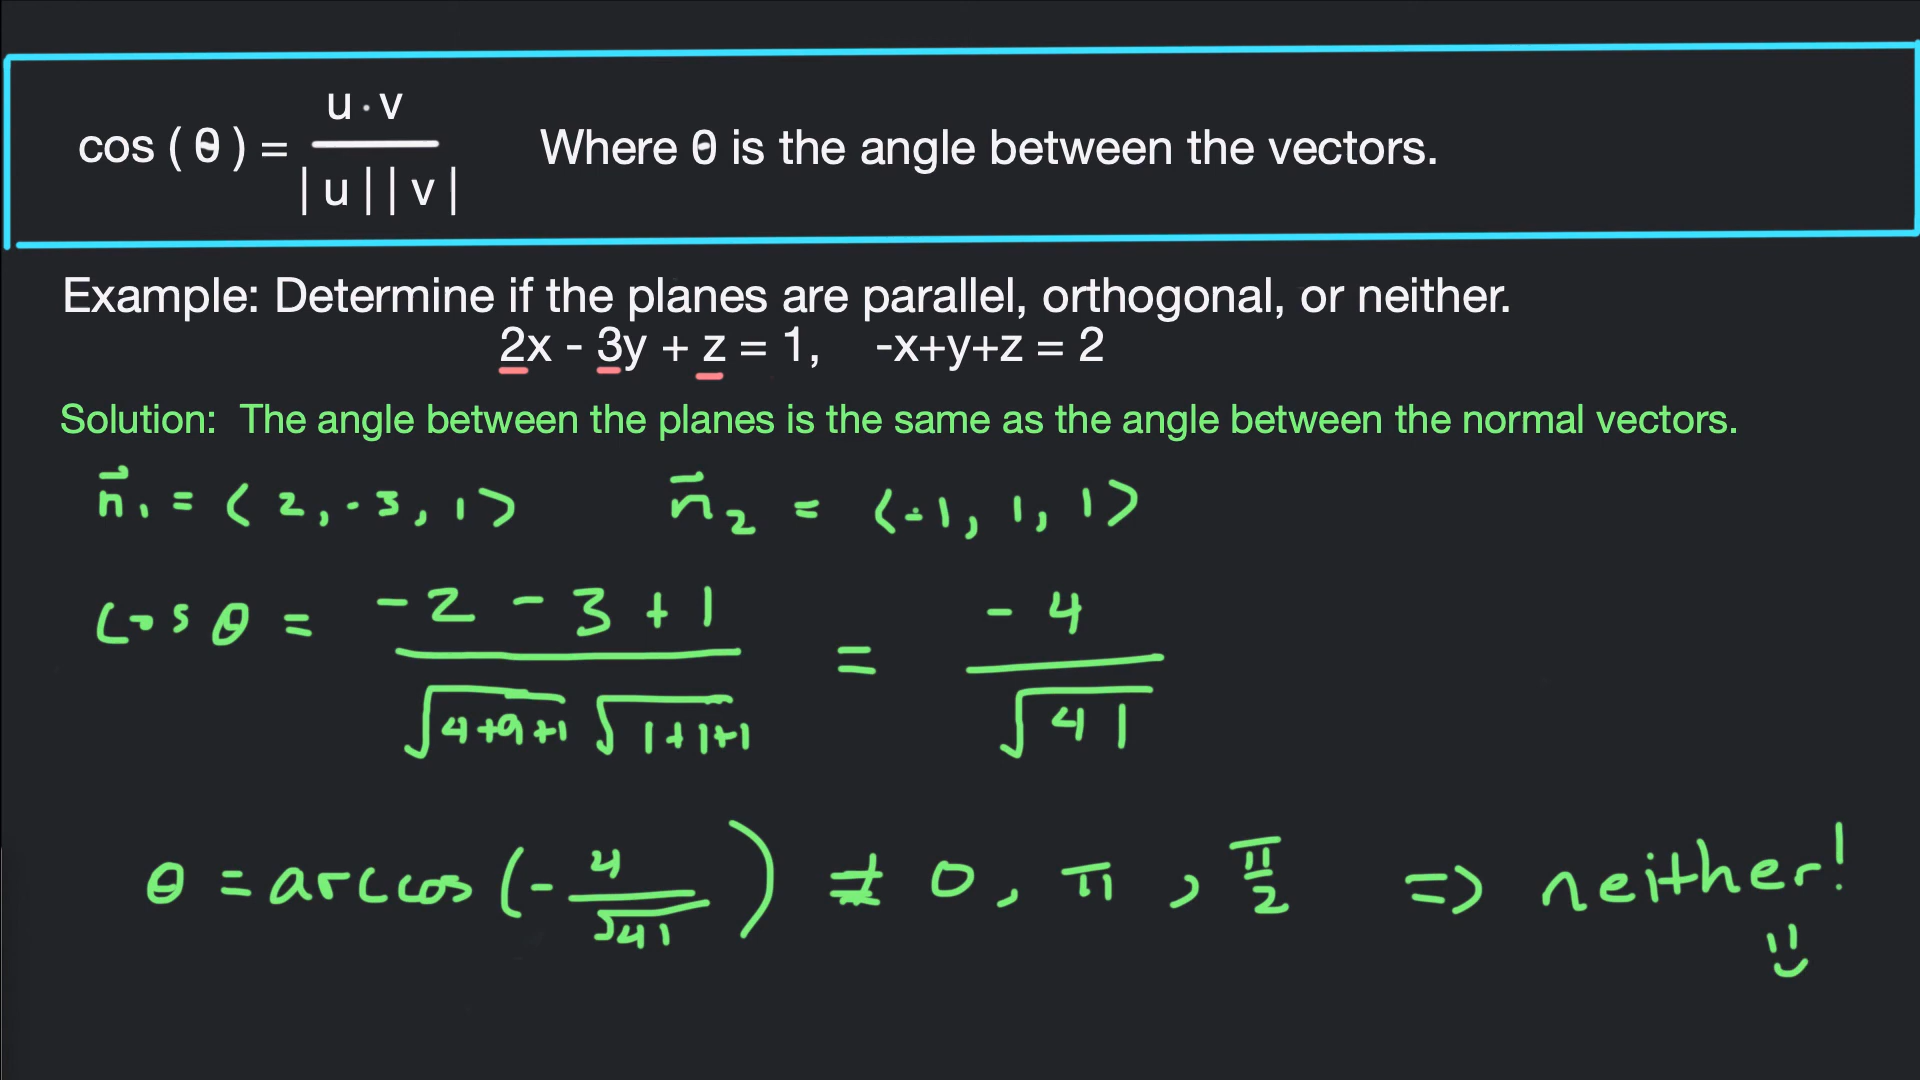 cos(θ) = u·v / |u||v|   Where θ is the angle between the vectors.
Example: Determine if the planes are parallel, orthogonal, or neither.
2x - 3y + z = 1,   -x+y+z = 2
Solution: The angle between the planes is the same as the angle between the normal vectors.
n⃗₁ = ⟨2, -3, 1⟩   n⃗₂ = ⟨-1, 1, 1⟩
cos θ = (-2 - 3 + 1) / (√(4+9+1) √(1+1+1)) = -4 / √41
θ = arccos(-4/√41) ≠ 0, π, π/2 => neither!